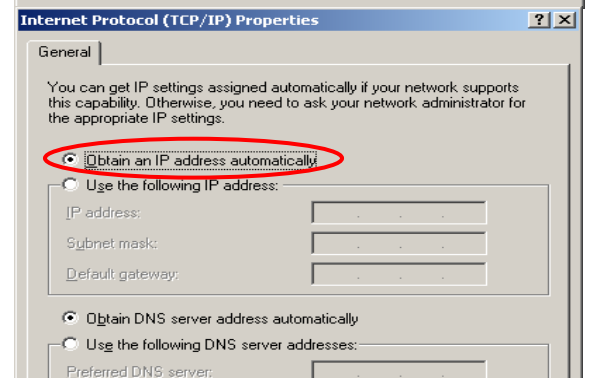 Internet Protocol (TCP/IP) Properties
General
You can get IP settings assigned automatically if your network supports
this capability. Otherwise, you need to ask your network administrator for
the appropriate IP settings.
Obtain an IP address automatically
Use the following IP address:
IP address:
Subnet mask:
Default gateway:
Obtain DNS server address automatically
Use the following DNS server addresses:
Preferred DNS server: